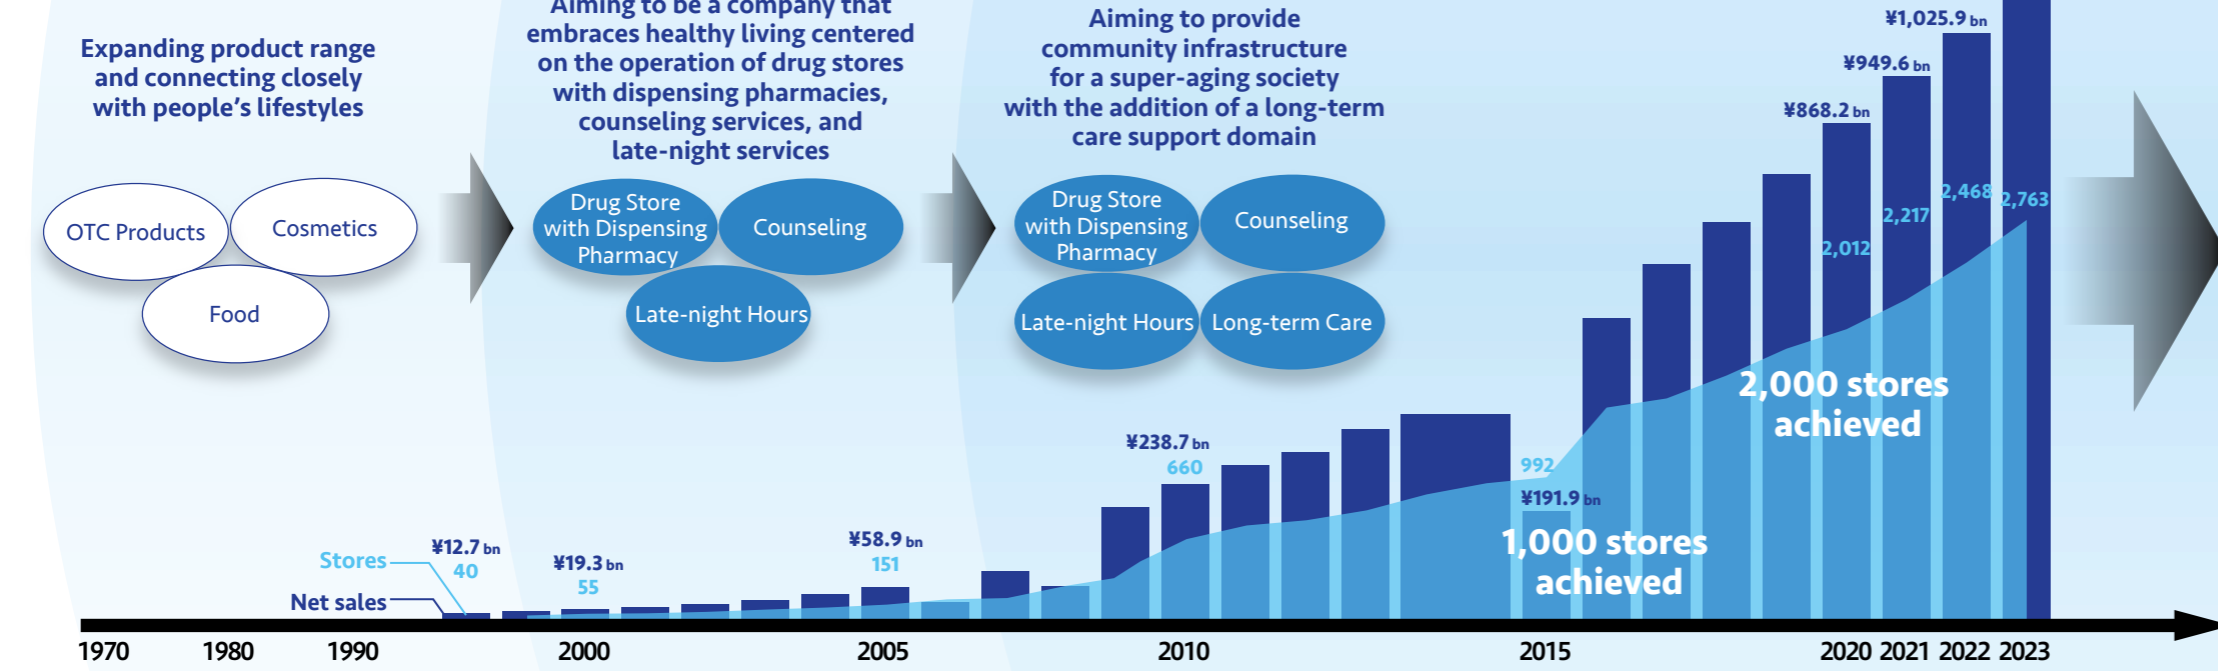 Expanding product range
and connecting closely
with people's lifestyles
OTC Products
Cosmetics
Food
Aiming to be a company that
embraces healthy living centered
on the operation of drug stores
with dispensing pharmacies,
counseling services, and
late-night services
Drug Store
with Dispensing
Pharmacy
Counseling
Late-night Hours
Aiming to provide
community infrastructure
for a super-aging society
with the addition of a long-term
care support domain
Drug Store
with Dispensing
Pharmacy
Counseling
Late-night Hours
Long-term Care
Stores
Net sales
¥12.7 bn
40
¥19.3 bn
55
¥58.9 bn
151
¥238.7 bn
660
992
¥191.9 bn
1,000 stores
achieved
¥868.2 bn
2,012
¥949.6 bn
2,217
¥1,025.9 bn
2,468
2,763
2,000 stores
achieved
1970
1980
1990
2000
2005
2010
2015
2020
2021
2022
2023